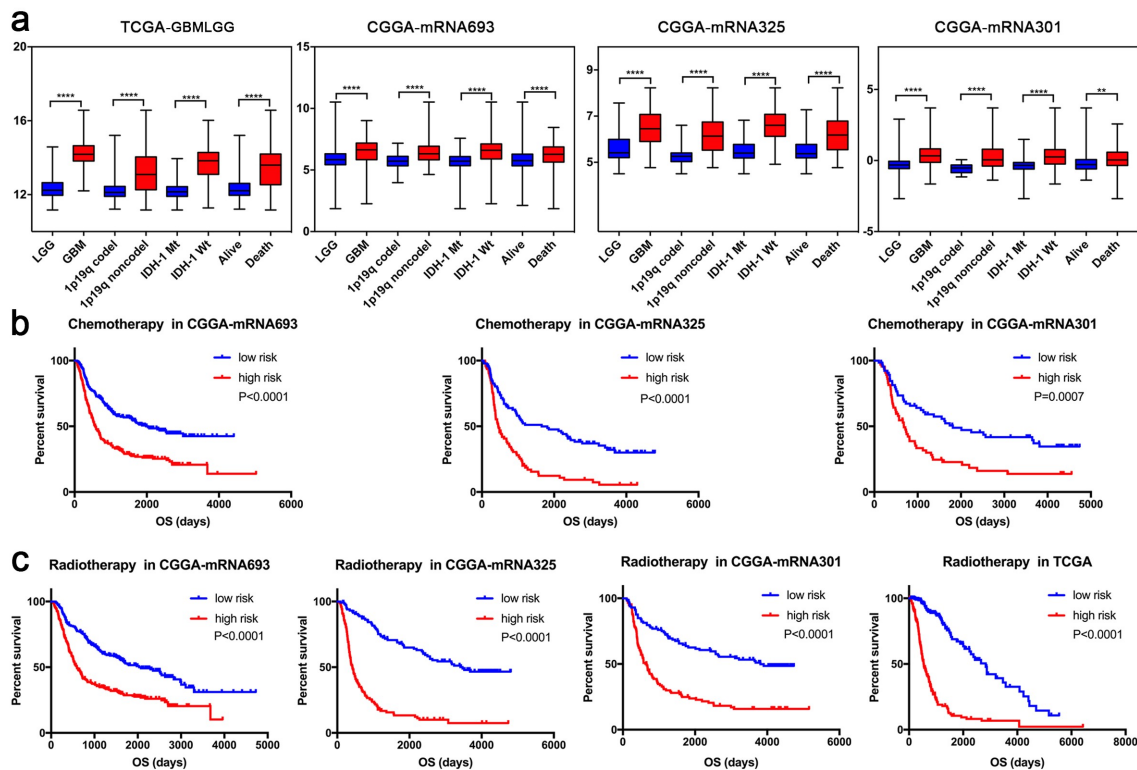 a
TCGA-GBMLGG
CGGA-mRNA693
CGGA-mRNA325
CGGA-mRNA301
20
16
12
**** **** **** ****
LGG GBM 1p19q codel 1p19q noncodel IDH-1 Mt IDH-1 Wt Alive Death
15
10
5
0
**** **** **** ****
LGG GBM 1p19q codel 1p19q noncodel IDH-1 Mt IDH-1 Wt Alive Death
9
7
5
**** **** **** ****
LGG GBM 1p19q codel 1p19q noncodel IDH-1 Mt IDH-1 Wt Alive Death
5
0
-5
**** **** **** **
LGG GBM 1p19q codel 1p19q noncodel IDH-1 Mt IDH-1 Wt Alive Death
b
Chemotherapy in CGGA-mRNA693
Percent survival
100
50
0
low risk
high risk
P<0.0001
0 2000 4000 6000
OS (days)
Chemotherapy in CGGA-mRNA325
Percent survival
100
50
0
low risk
high risk
P<0.0001
0 2000 4000 6000
OS (days)
Chemotherapy in CGGA-mRNA301
Percent survival
100
50
0
low risk
high risk
P=0.0007
0 1000 2000 3000 4000 5000
OS (days)
c
Radiotherapy in CGGA-mRNA693
Percent survival
100
50
0
low risk
high risk
P<0.0001
0 1000 2000 3000 4000 5000
OS (days)
Radiotherapy in CGGA-mRNA325
Percent survival
100
50
0
low risk
high risk
P<0.0001
0 1000 2000 3000 4000 5000
OS (days)
Radiotherapy in CGGA-mRNA301
Percent survival
100
50
0
low risk
high risk
P<0.0001
0 2000 4000 6000
OS (days)
Radiotherapy in TCGA
Percent survival
100
50
0
low risk
high risk
P<0.0001
0 2000 4000 6000 8000
OS (days)